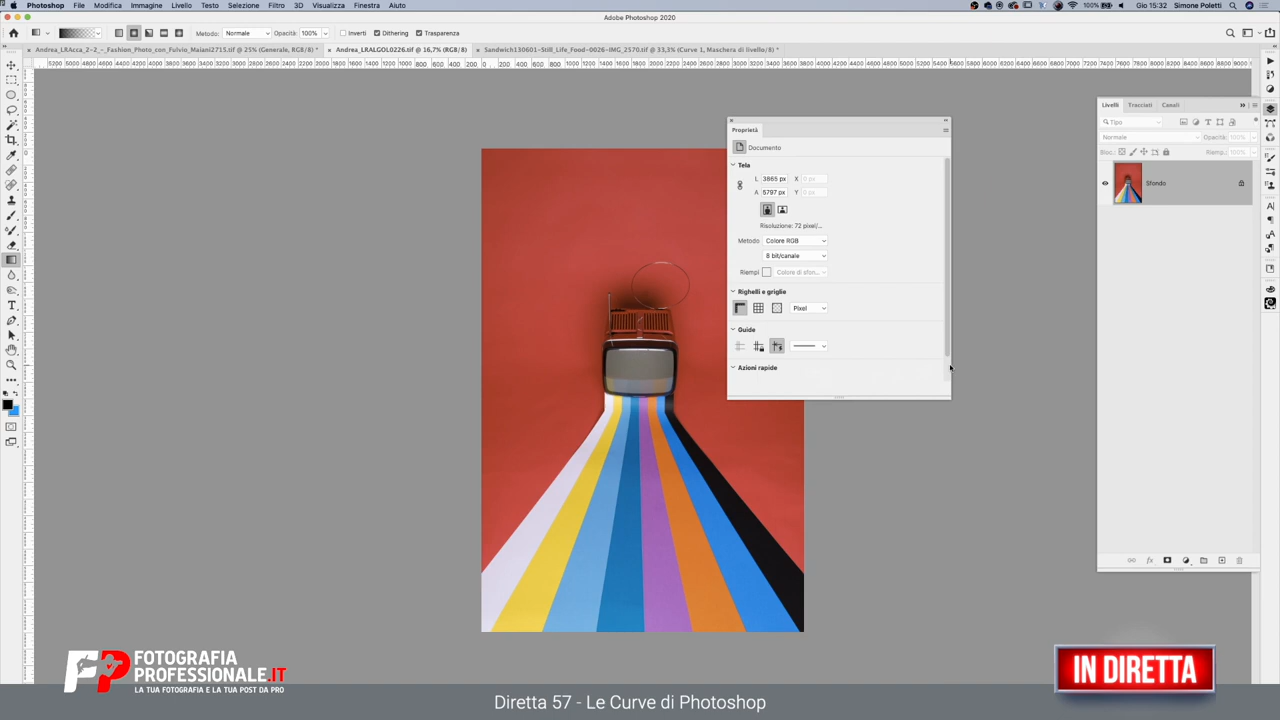 Photoshop File Modifica Immagine Livello Testo Selezione Filtro 3D Visualizza Finestra Aiuto 100% Gio 15:32 Simone Poletti
Adobe Photoshop 2020
Metodo: Normale Opacità: 100% Inverti Dithering Trasparenza
Andrea_LRAcca_2-2_-_Fashion_Photo_con_Fulvio_Maiani2715.tif @ 25% (Generale, RGB/8) *
Andrea_LRALGOL0226.tif @ 16,7% (RGB/8)
Sandwich130601-Still_Life_Food-0026-IMG_2570.tif @ 33,3% (Curve 1, Maschera di livello/8) *
Proprietà
Documento
Tela
L 3865 px X 0 px
A 5797 px Y 0 px
Risoluzione: 72 pixel/...
Metodo Colore RGB
8 bit/canale
Riempi Colore di sfon...
Righelli e griglie
Pixel
Guide
Azioni rapide
Livelli Tracciati Canali
Tipo
Normale Opacità: 100%
Bloc.: Riemp.: 100%
Sfondo
FP FOTOGRAFIA
PROFESSIONALE.IT
LA TUA FOTOGRAFIA E LA TUA POST DA PRO
IN DIRETTA
Diretta 57 - Le Curve di Photoshop